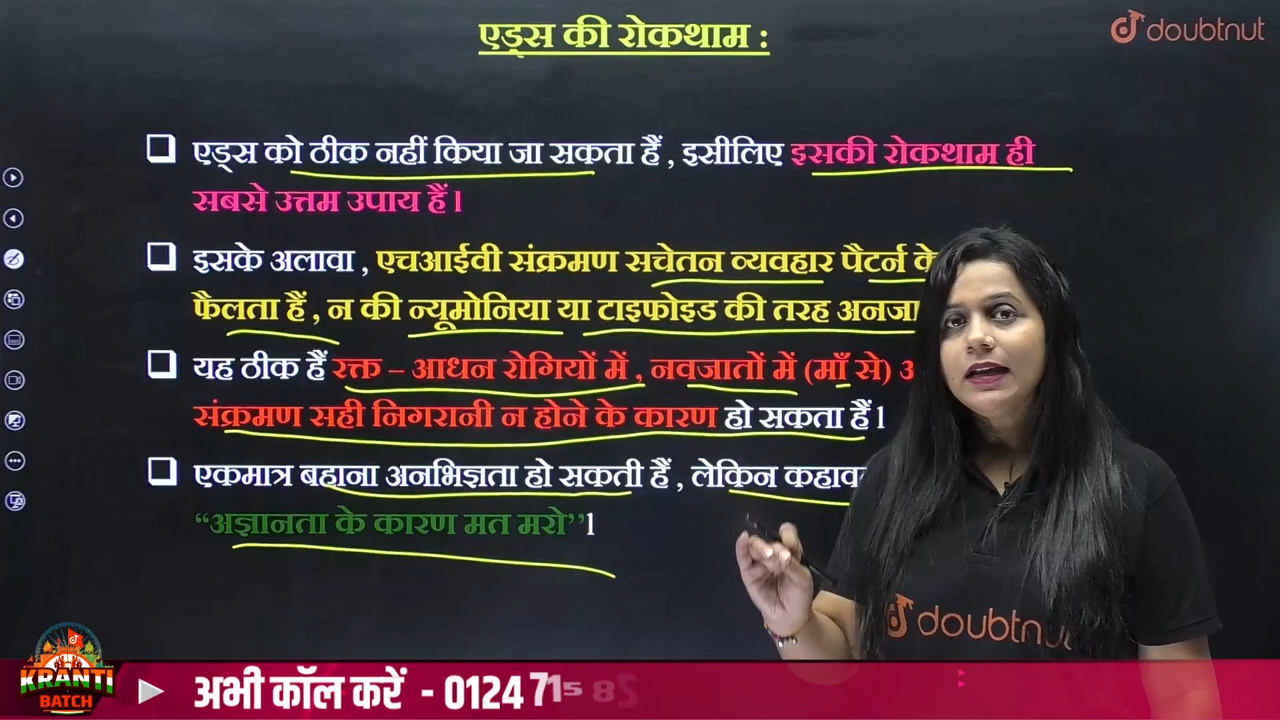 एड्स की रोकथाम :
doubtnut
❑ एड्स को ठीक नहीं किया जा सकता हैं , इसीलिए इसकी रोकथाम ही
सबसे उत्तम उपाय हैं।
❑ इसके अलावा , एचआईवी संक्रमण सचेतन व्यवहार पैटर्न के
फैलता हैं , न की न्यूमोनिया या टाइफोइड की तरह
❑ यह ठीक हैं रक्त – आधन रोगियों में , नवजातों में (माँ से)
संक्रमण सही निगरानी न होने के कारण हो सकता हैं l
❑ एकमात्र बहाना अनभिज्ञता हो सकती हैं , लेकिन
“अज्ञानता के कारण मत मरो’’l
doubtnut
KRANTI
BATCH
अभी कॉल करें - 0124 715 85